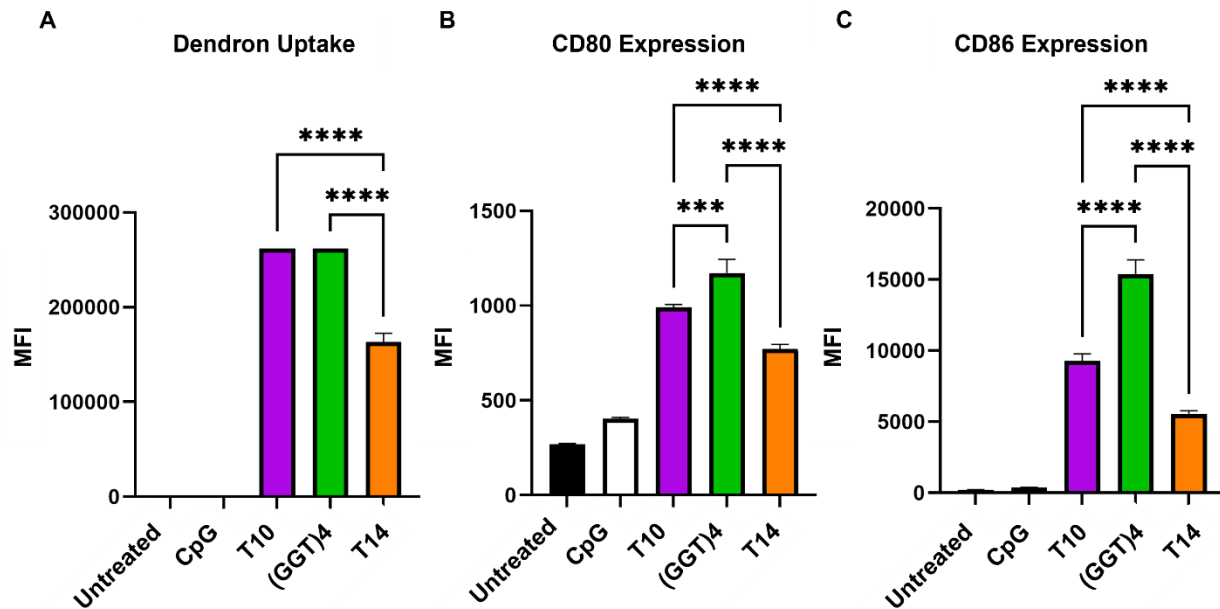 A
Dendron Uptake
****
****
300000
200000
100000
0
MFI
Untreated
CpG
T10
(GGT)4
T14
B
CD80 Expression
****
****
***
1500
1000
500
0
MFI
Untreated
CpG
T10
(GGT)4
T14
C
CD86 Expression
****
****
****
20000
15000
10000
5000
0
MFI
Untreated
CpG
T10
(GGT)4
T14